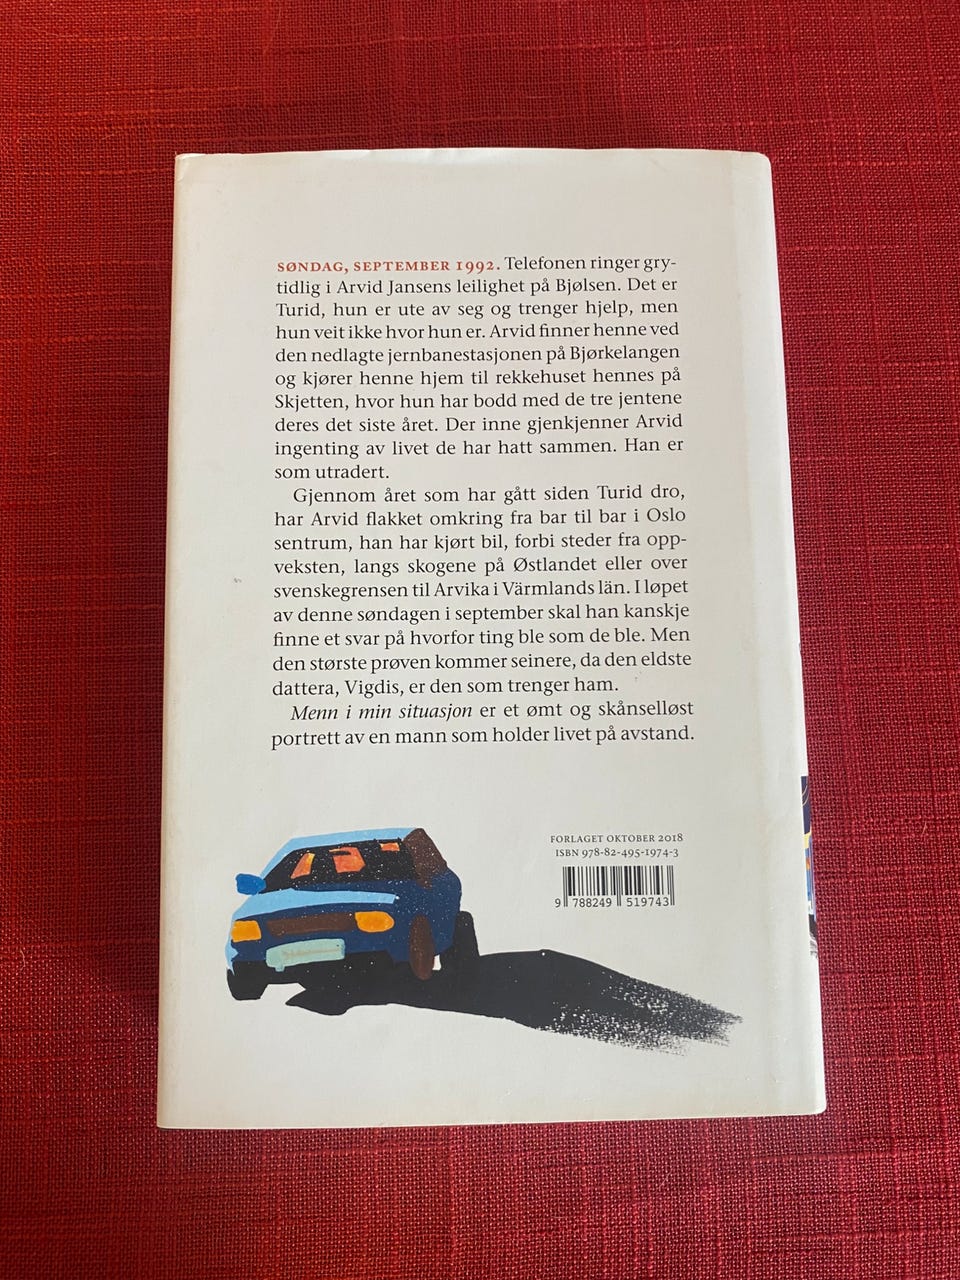 SØNDAG, SEPTEMBER 1992. Telefonen ringer gry-
tidlig i Arvid Jansens leilighet på Bjølsen. Det er
Turid, hun er ute av seg og trenger hjelp, men
hun veit ikke hvor hun er. Arvid finner henne ved
den nedlagte jernbanestasjonen på Bjørkelangen
og kjører henne hjem til rekkehuset hennes på
Skjetten, hvor hun har bodd med de tre jentene
deres det siste året. Der inne gjenkjenner Arvid
ingenting av livet de har hatt sammen. Han er
som utradert.
Gjennom året som har gått siden Turid dro,
har Arvid flakket omkring fra bar til bar i Oslo
sentrum, han har kjørt bil, forbi steder fra opp-
veksten, langs skogene på Østlandet eller over
svenskegrensen til Arvika i Värmlands län. I løpet
av denne søndagen i september skal han kanskje
finne et svar på hvorfor ting ble som de ble. Men
den største prøven kommer seinere, da den eldste
dattera, Vigdis, er den som trenger ham.
Menn i min situasjon er et ømt og skånselløst
portrett av en mann som holder livet på avstand.
FORLAGET OKTOBER 2018
ISBN 978-82-495-1974-3
9 788249 519743